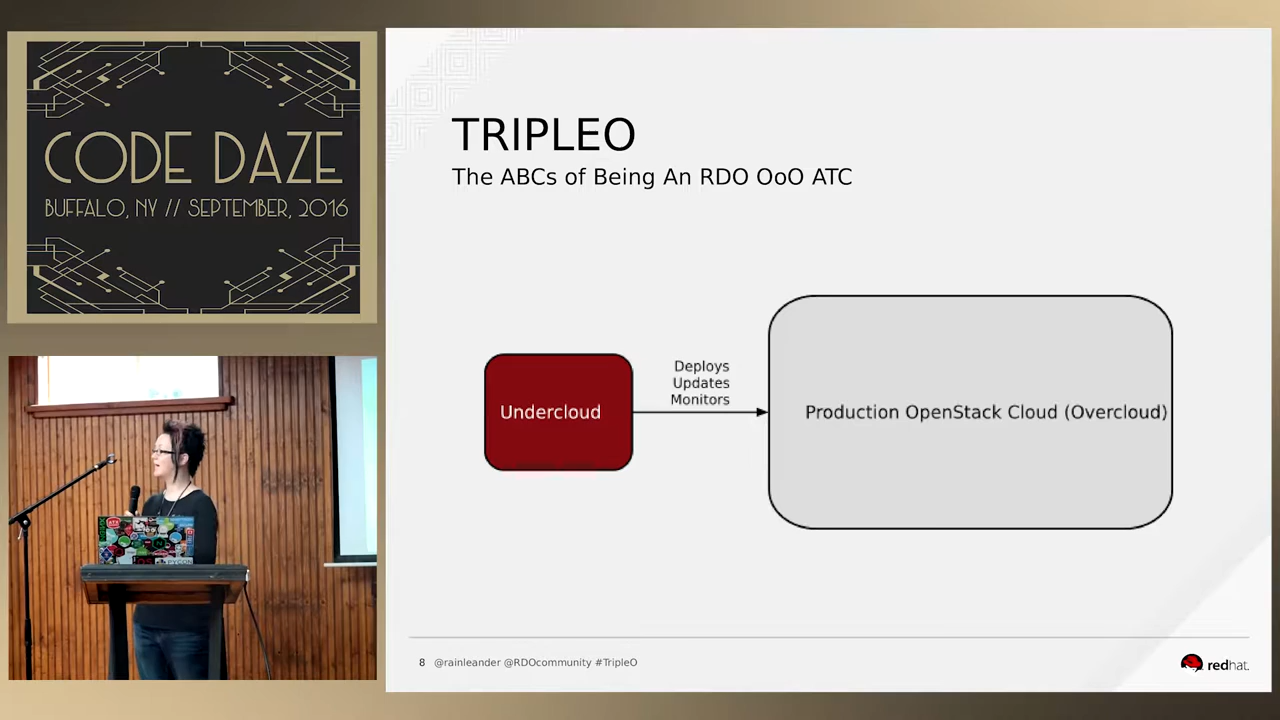 CODE DAZE
BUFFALO, NY // SEPTEMBER, 2016
TRIPLEO
The ABCs of Being An RDO OoO ATC
Undercloud
Deploys
Updates
Monitors
Production OpenStack Cloud (Overcloud)
8 @rainleander @RDOcommunity #TripleO
redhat.